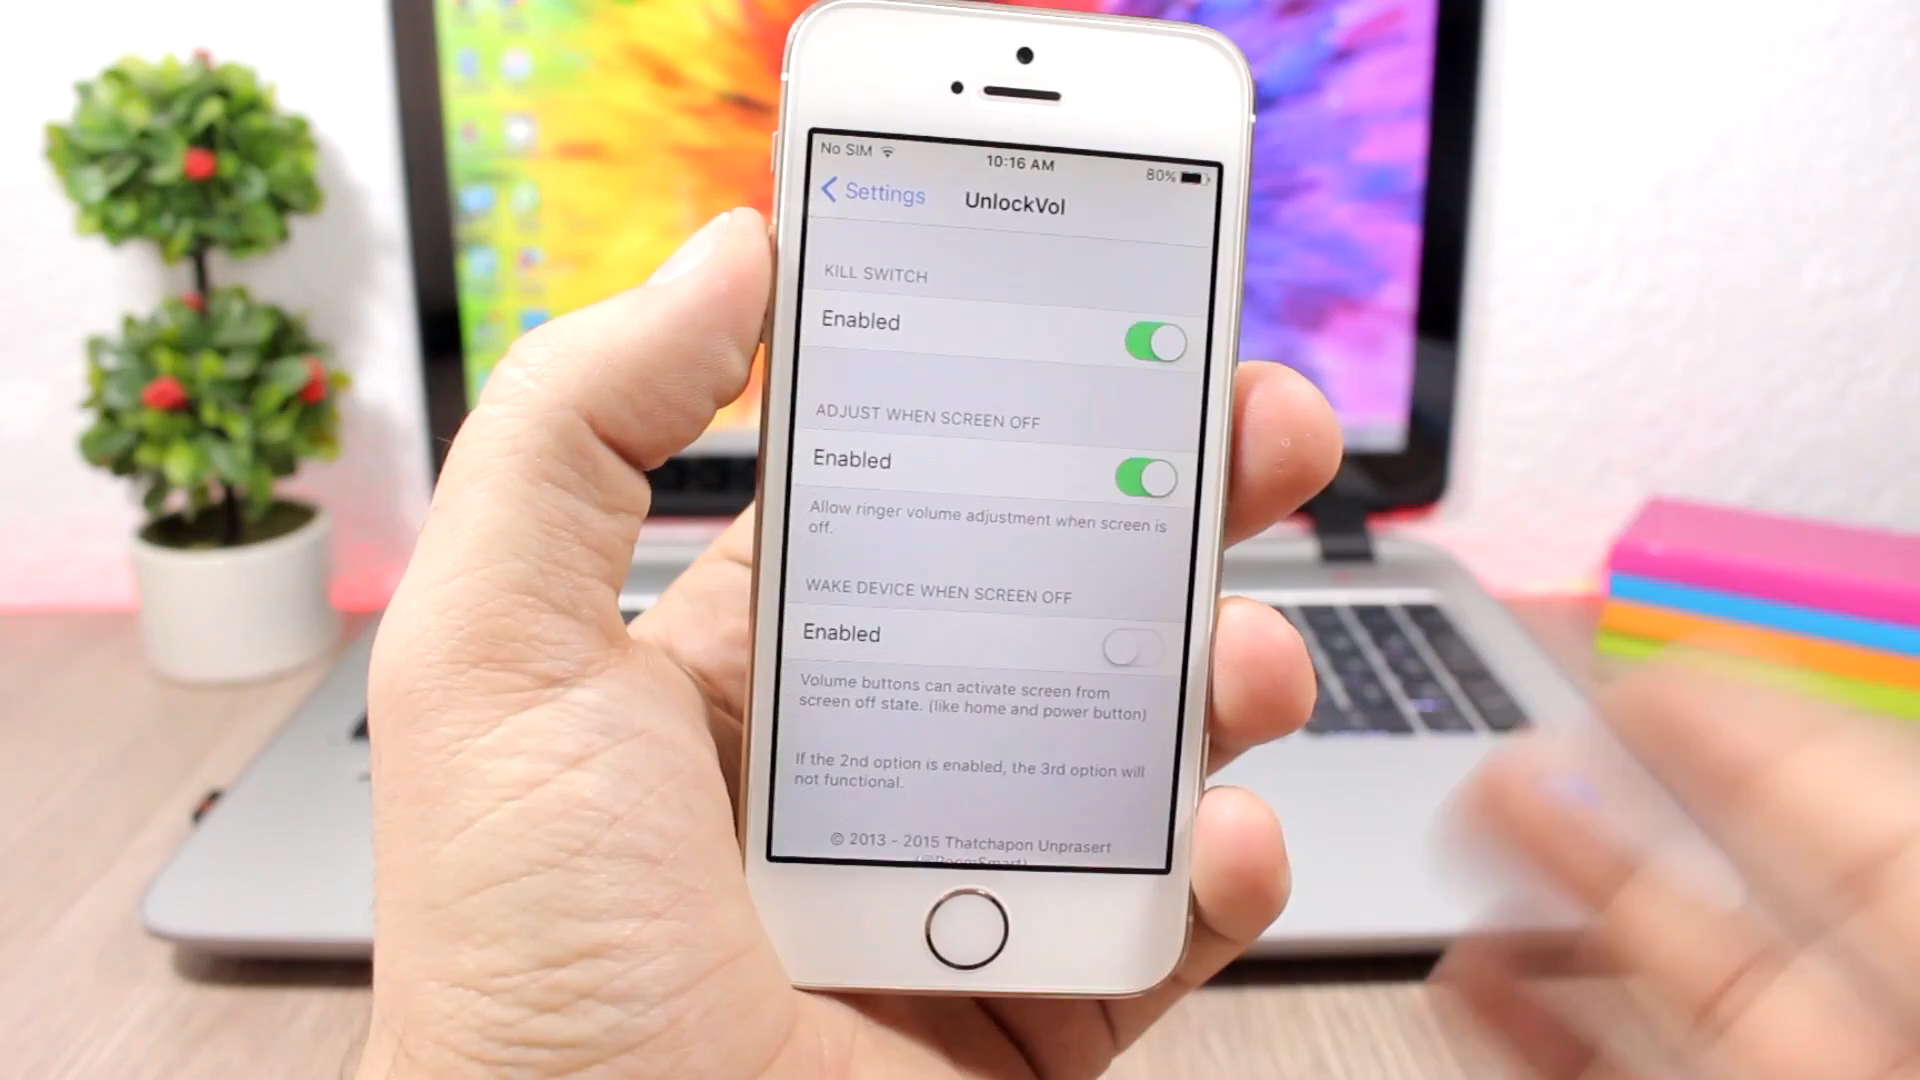 No SIM
10:16 AM
80%
Settings
UnlockVol
KILL SWITCH
Enabled
ADJUST WHEN SCREEN OFF
Enabled
Allow ringer volume adjustment when screen is
off.
WAKE DEVICE WHEN SCREEN OFF
Enabled
Volume buttons can activate screen from
screen off state. (like home and power button)
If the 2nd option is enabled, the 3rd option will
not functional.
© 2013 - 2015 Thatchapon Unprasert